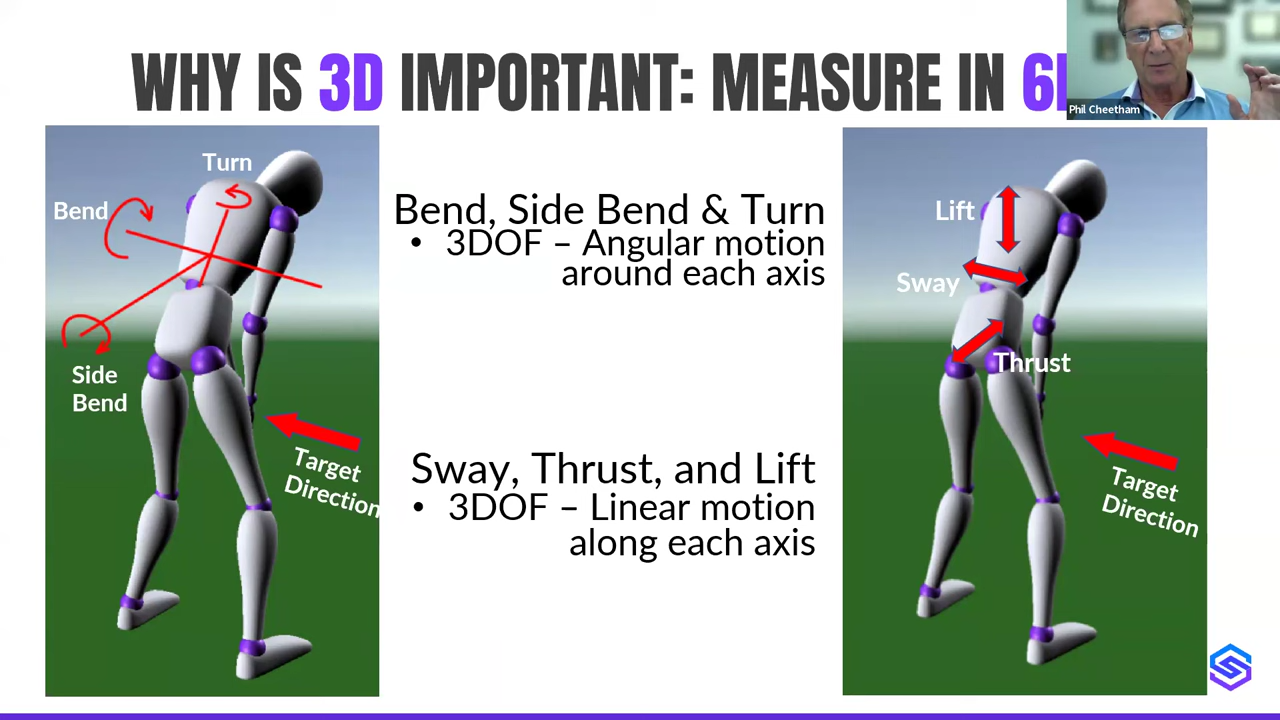 WHY IS 3D IMPORTANT: MEASURE IN
Phil Cheetham
Turn
Bend
Side
Bend
Target
Direction
Bend, Side Bend & Turn
• 3DOF – Angular motion
around each axis
Sway, Thrust, and Lift
• 3DOF – Linear motion
along each axis
Lift
Sway
Thrust
Target
Direction